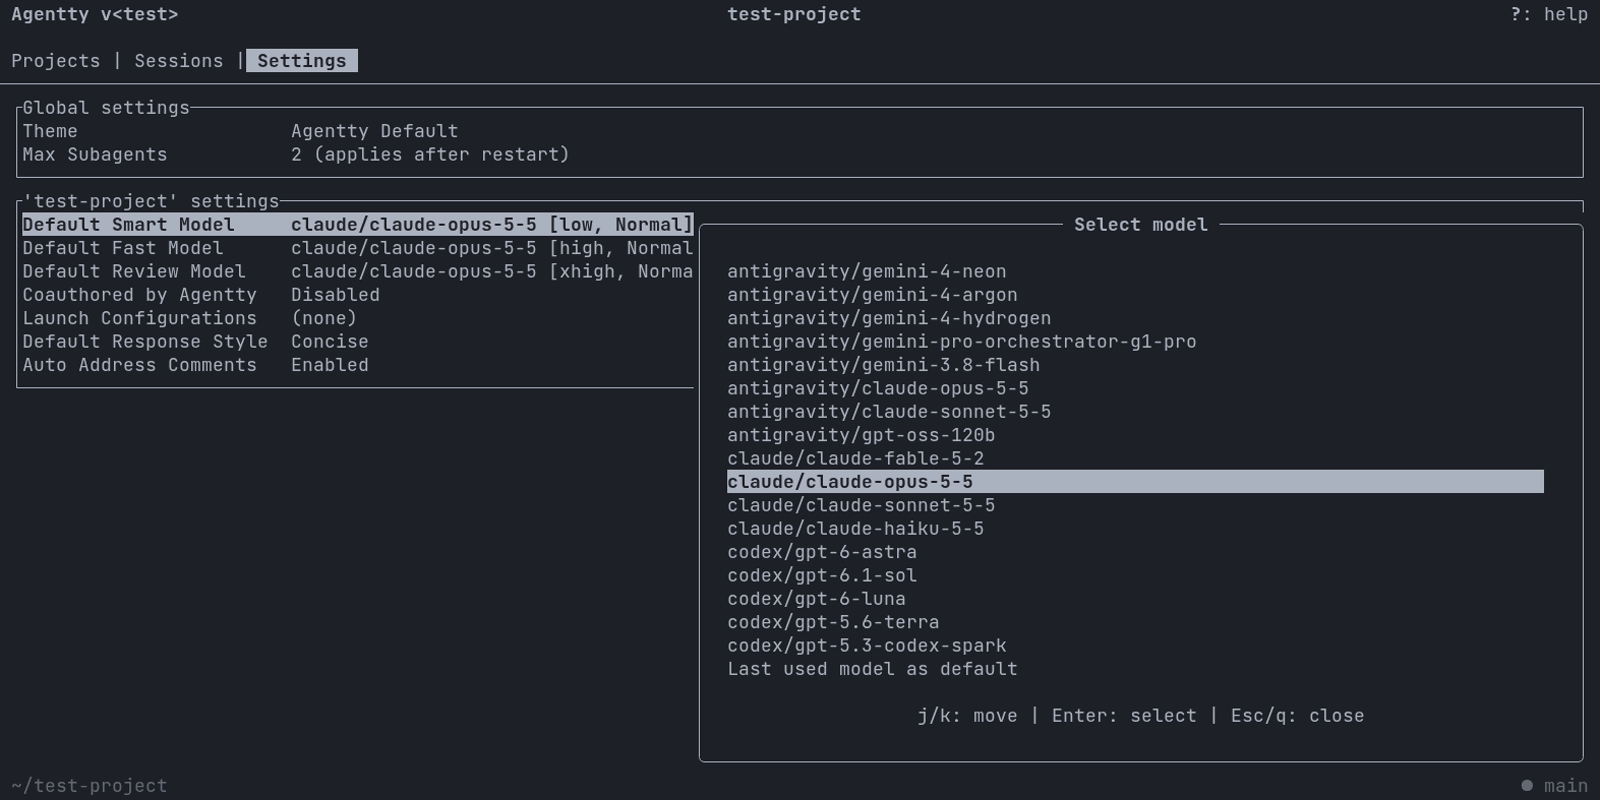 Agentty v<test> test-project ?: help
Projects | Sessions | Settings
Global settings
Theme Agentty Default
Max Subagents 2 (applies after restart)
'test-project' settings
Default Smart Model claude/claude-opus-5-5 [low, Normal]
Default Fast Model claude/claude-opus-5-5 [high, Normal
Default Review Model claude/claude-opus-5-5 [xhigh, Norma
Coauthored by Agentty Disabled
Launch Configurations (none)
Default Response Style Concise
Auto Address Comments Enabled
Select model
antigravity/gemini-4-neon
antigravity/gemini-4-argon
antigravity/gemini-4-hydrogen
antigravity/gemini-pro-orchestrator-g1-pro
antigravity/gemini-3.8-flash
antigravity/claude-opus-5-5
antigravity/claude-sonnet-5-5
antigravity/gpt-oss-120b
claude/claude-fable-5-2
claude/claude-opus-5-5
claude/claude-sonnet-5-5
claude/claude-haiku-5-5
codex/gpt-6-astra
codex/gpt-6.1-sol
codex/gpt-6-luna
codex/gpt-5.6-terra
codex/gpt-5.3-codex-spark
Last used model as default
j/k: move | Enter: select | Esc/q: close
~/test-project ● main